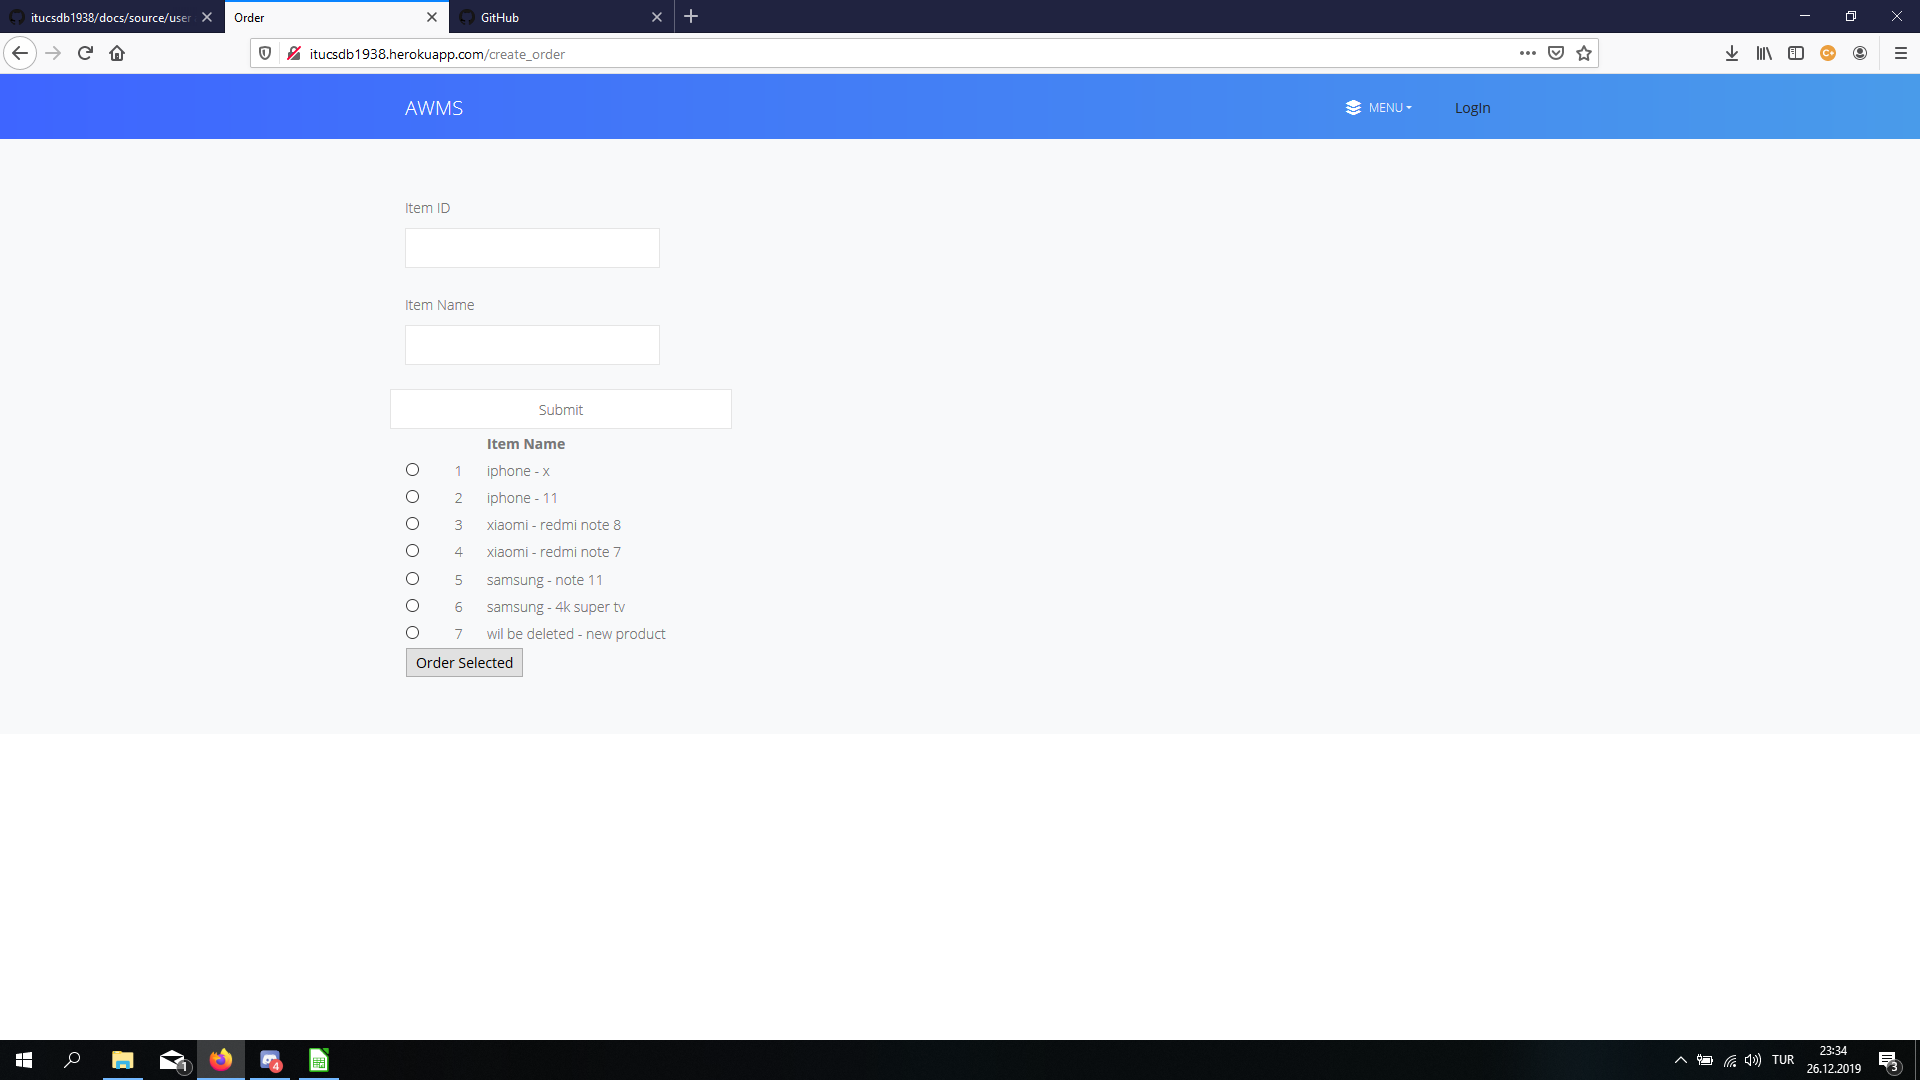 itucsdb1938/docs/source/user
Order
GitHub
itucsdb1938.herokuapp.com/create_order
AWMS
MENU
LogIn
Item ID
Item Name
Submit
Item Name
1 iphone - x
2 iphone - 11
3 xiaomi - redmi note 8
4 xiaomi - redmi note 7
5 samsung - note 11
6 samsung - 4k super tv
7 wil be deleted - new product
Order Selected
1
4
TUR
23:34
26.12.2019
3